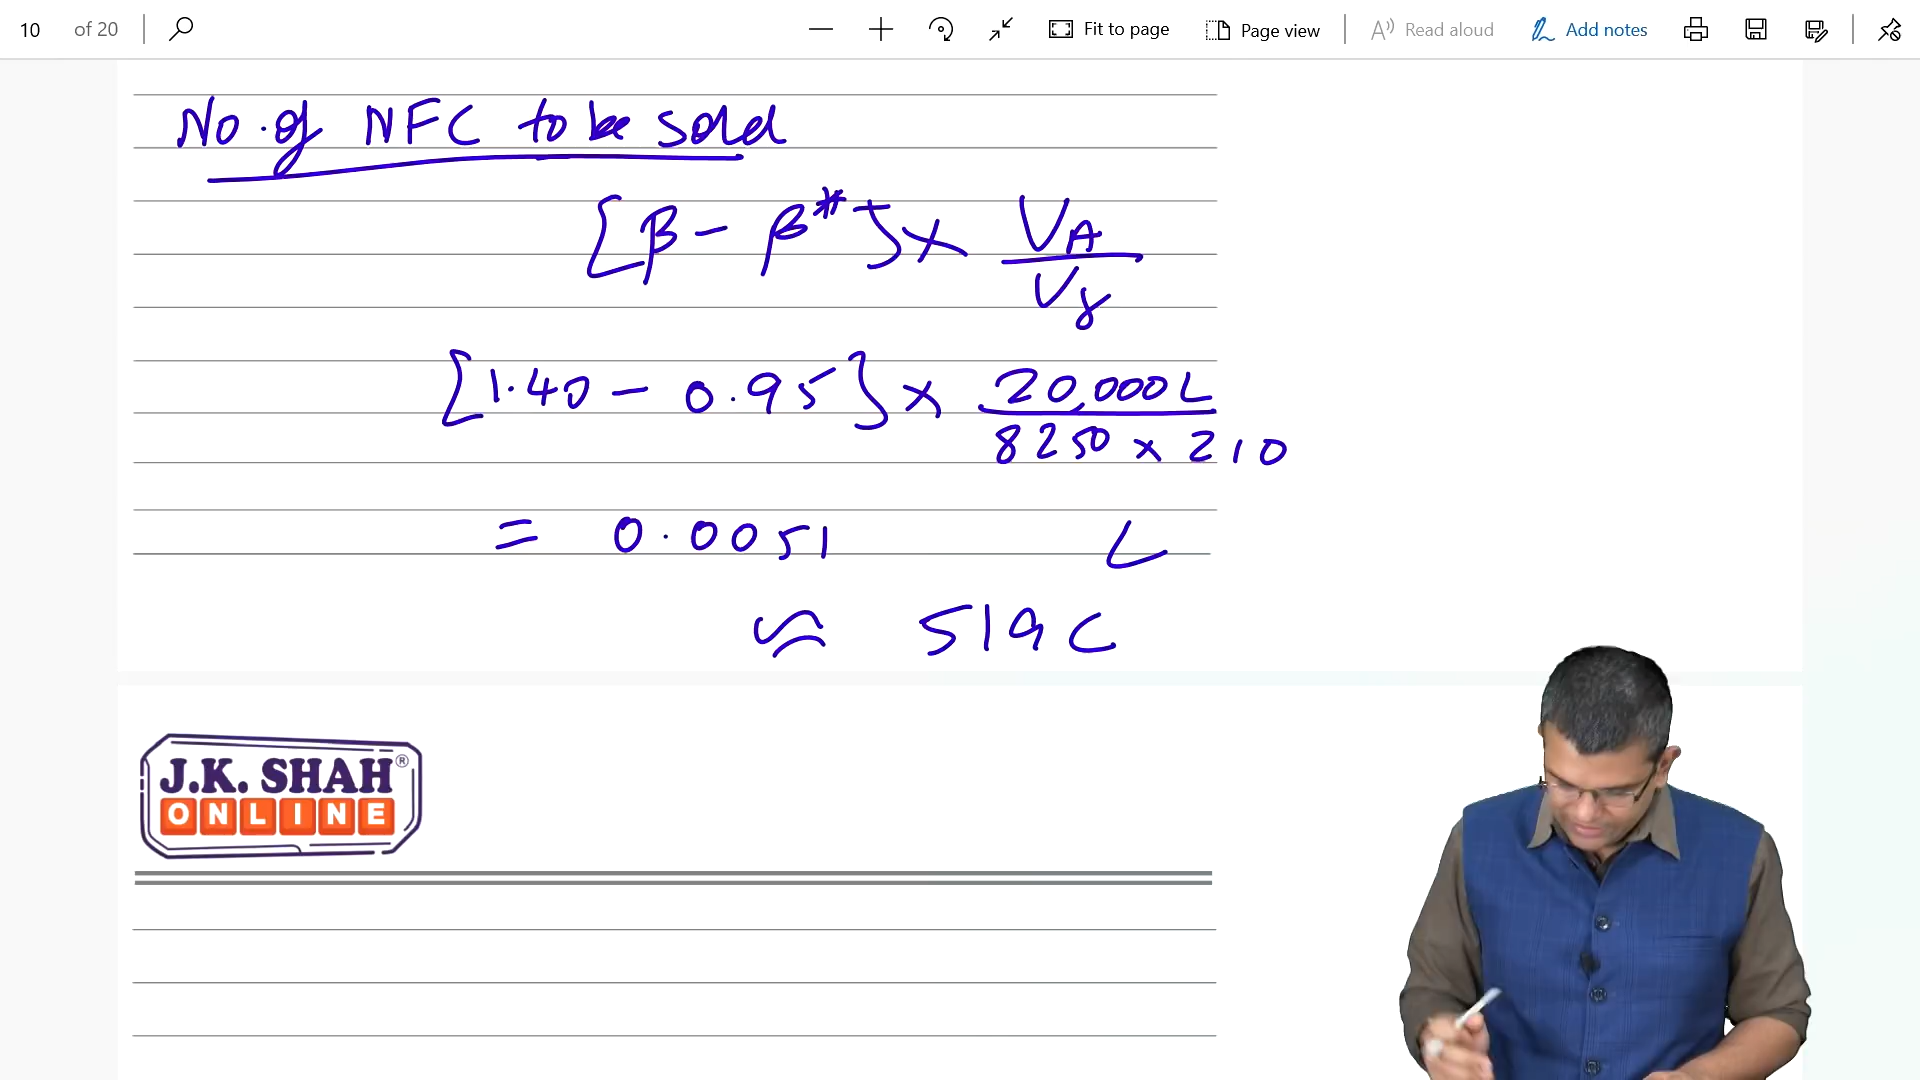 10 of 20 Fit to page Page view Read aloud Add notes
No. of NFC to be sold
[β - β*] × VA
Vγ
[1.40 - 0.95] × 20,000L
8250 × 210
= 0.0051 L
≈ 519 C
J.K. SHAH®
ONLINE